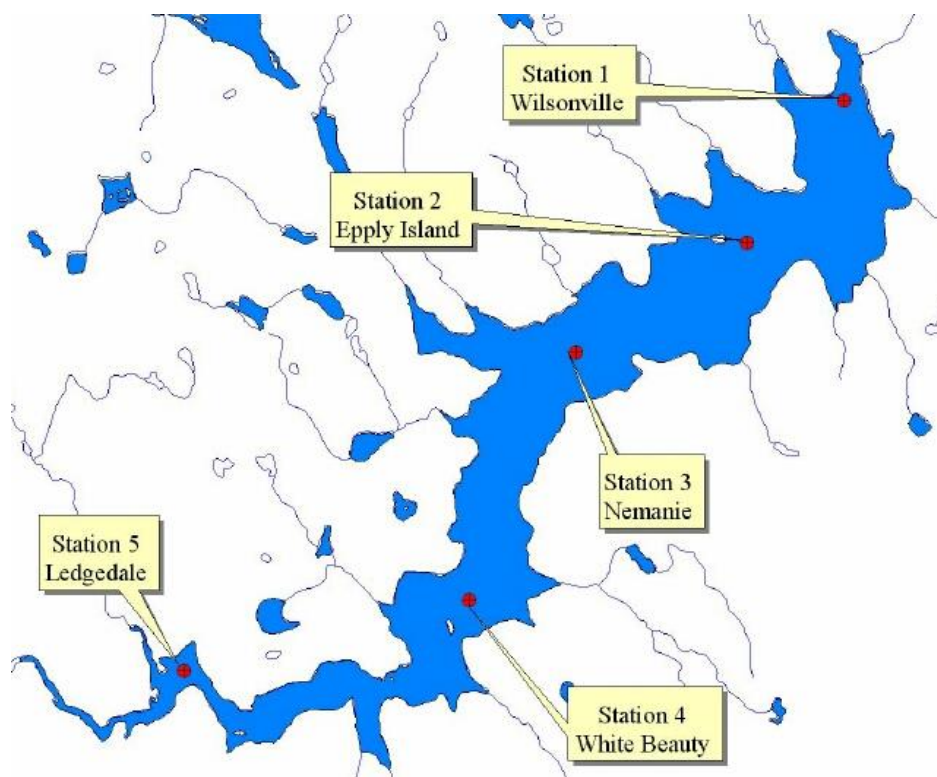 Station 1
Wilsonville
Station 2
Epply Island
Station 3
Nemanie
Station 5
Ledgedale
Station 4
White Beauty